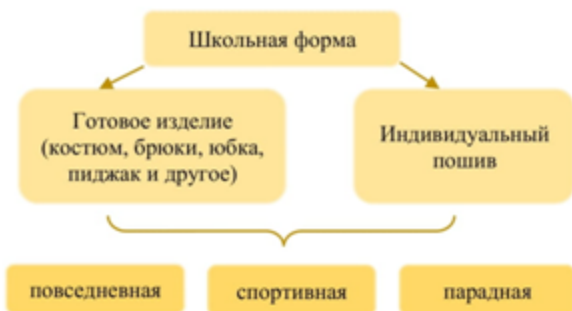 Школьная форма
Готовое изделие
(костюм, брюки, юбка,
пиджак и другое)
Индивидуальный
пошив
повседневная
спортивная
парадная